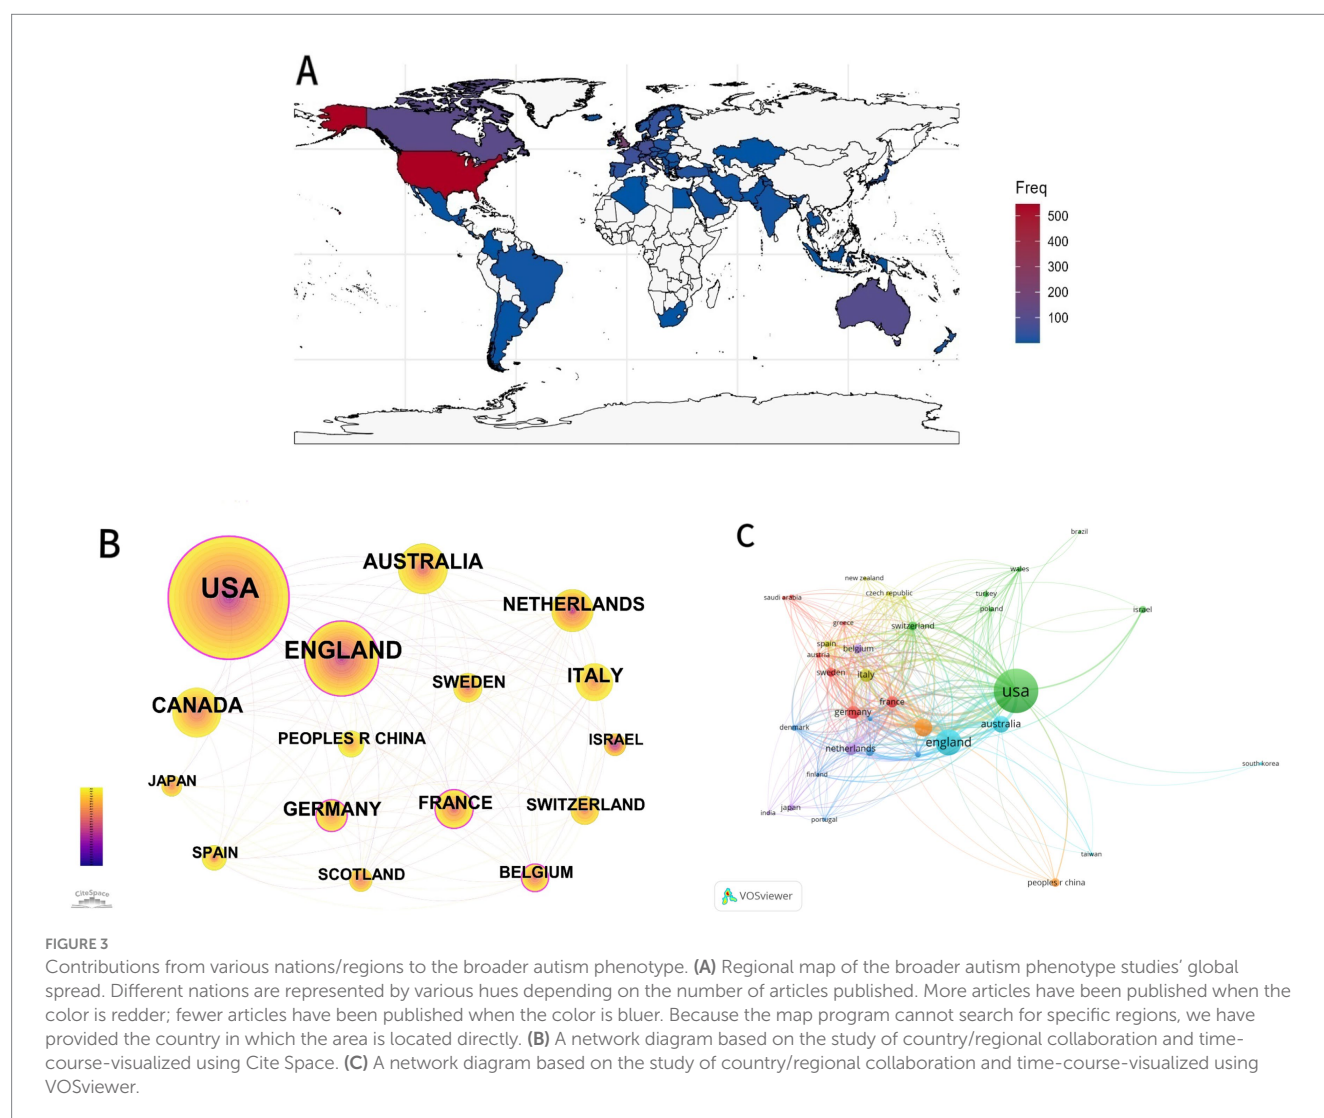 A
Freq
500
400
300
200
100
B
USA
AUSTRALIA
NETHERLANDS
ENGLAND
SWEDEN
ITALY
CANADA
PEOPLES R CHINA
ISRAEL
JAPAN
GERMANY
FRANCE
SWITZERLAND
SPAIN
SCOTLAND
BELGIUM
CiteSpace
C
brazil
wales
new zealand
czech republic
saudi arabia
turkey
poland
israel
greece
switzerland
spain
belgium
austria
sweden
italy
usa
france
germany
denmark
australia
england
netherlands
south korea
finland
india
japan
portugal
taiwan
peoples r china
VOSviewer
FIGURE 3
Contributions from various nations/regions to the broader autism phenotype. (A) Regional map of the broader autism phenotype studies' global
spread. Different nations are represented by various hues depending on the number of articles published. More articles have been published when the
color is redder; fewer articles have been published when the color is bluer. Because the map program cannot search for specific regions, we have
provided the country in which the area is located directly. (B) A network diagram based on the study of country/regional collaboration and time-
course-visualized using Cite Space. (C) A network diagram based on the study of country/regional collaboration and time-course-visualized using
VOSviewer.